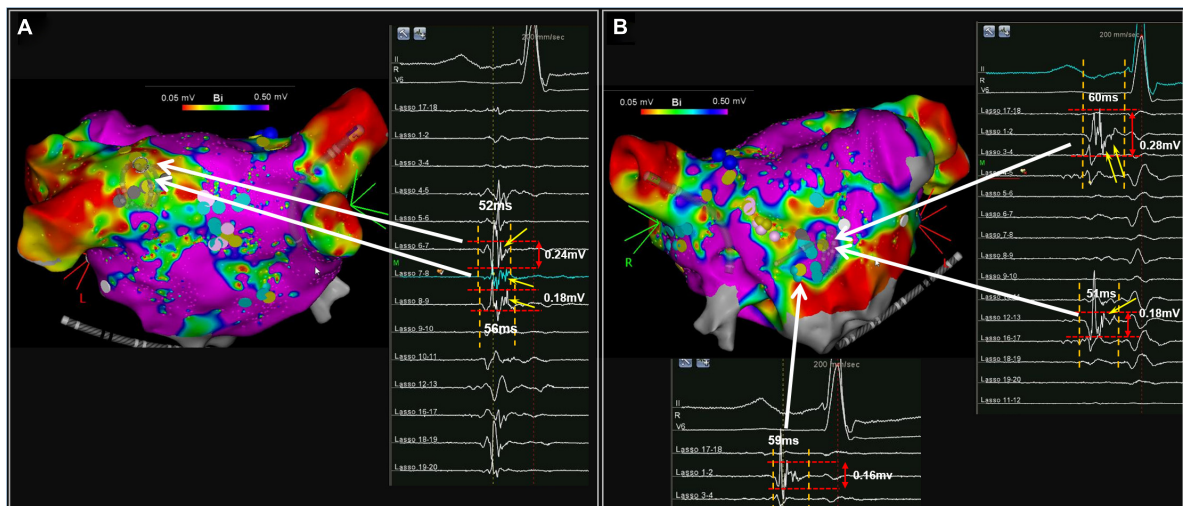 A
200 mm/sec
II
R
V6
0.05 mV Bi 0.50 mV
Lasso 17-18
Lasso 1-2
Lasso 3-4
Lasso 4-5
52ms
Lasso 5-6
Lasso 6-7
0.24mV
M
Lasso 7-8
Lasso 8-9
0.18mV
56ms
Lasso 9-10
Lasso 10-11
Lasso 12-13
Lasso 16-17
Lasso 18-19
Lasso 19-20
L
B
200 mm/sec
II
R
V6
60ms
0.05 mV Bi 0.50 mV
Lasso 17-18
Lasso 1-2
0.28mV
Lasso 3-4
M
Lasso 5-6
Lasso 6-7
Lasso 7-8
Lasso 8-9
Lasso 9-10
51ms
Lasso 12-13
0.18mV
Lasso 16-17
Lasso 18-19
Lasso 19-20
Lasso 11-12
R
200 mm/sec
II
R
V6
59ms
Lasso 17-18
Lasso 1-2
0.16mv
Lasso 3-4